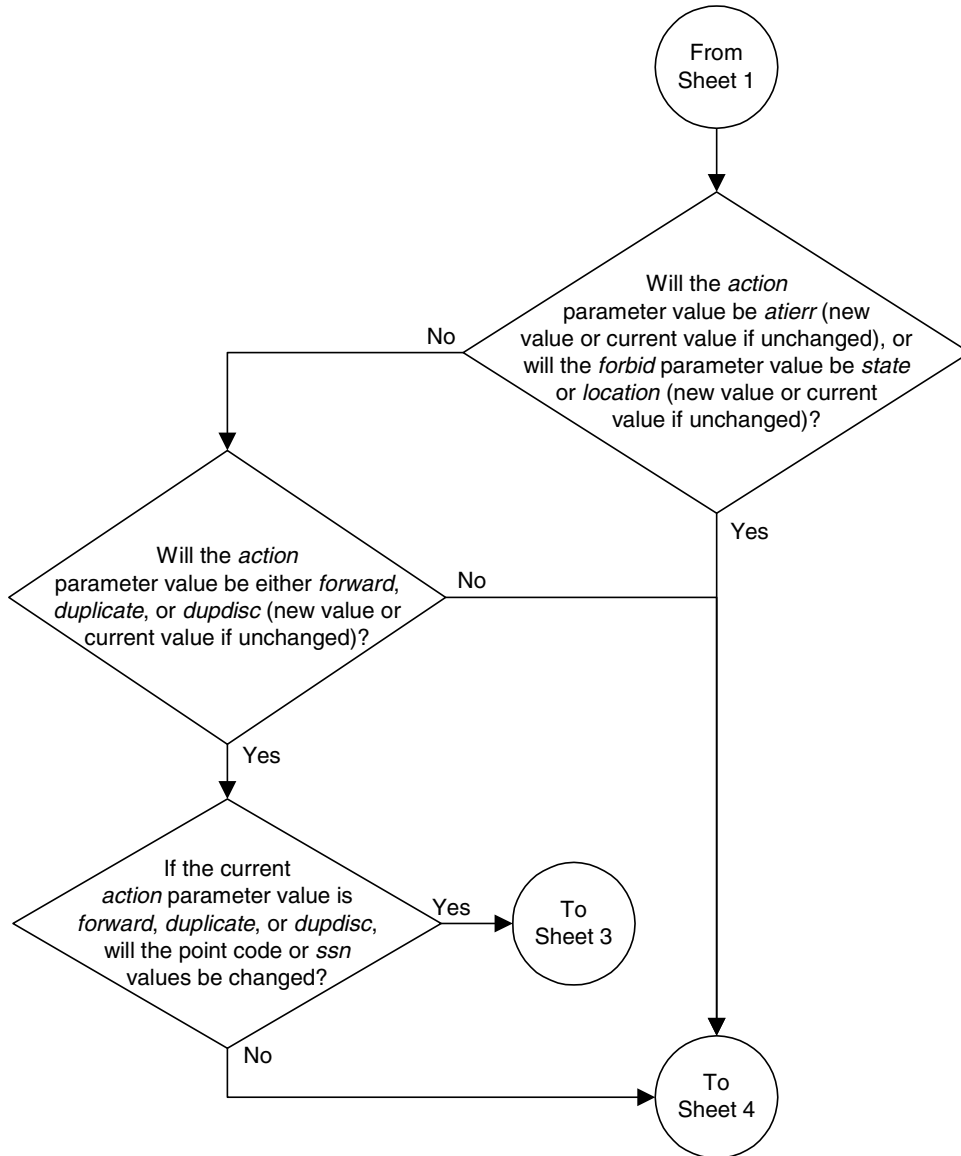 From
Sheet 1
Will the action
parameter value be atierr (new
value or current value if unchanged), or
will the forbid parameter value be state
or location (new value or current
value if unchanged)?
No
Yes
Will the action
parameter value be either forward,
duplicate, or dupdisc (new value or
current value if unchanged)?
No
Yes
If the current
action parameter value is
forward, duplicate, or dupdisc,
will the point code or ssn
values be changed?
Yes
To
Sheet 3
No
To
Sheet 4